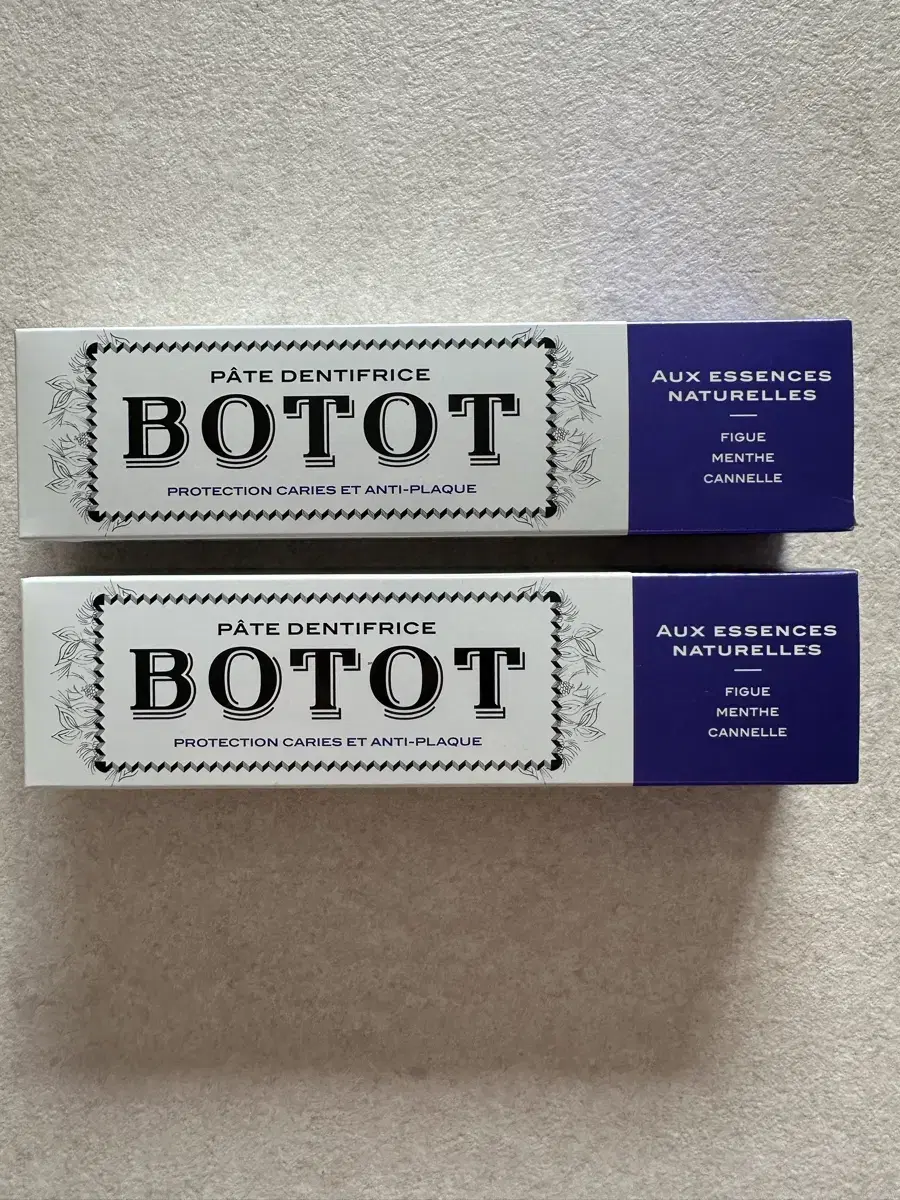 PÂTE DENTIFRICE
BOTOT
PROTECTION CARIES ET ANTI-PLAQUE
AUX ESSENCES
NATURELLES
FIGUE
MENTHE
CANNELLE
PÂTE DENTIFRICE
BOTOT
PROTECTION CARIES ET ANTI-PLAQUE
AUX ESSENCES
NATURELLES
FIGUE
MENTHE
CANNELLE